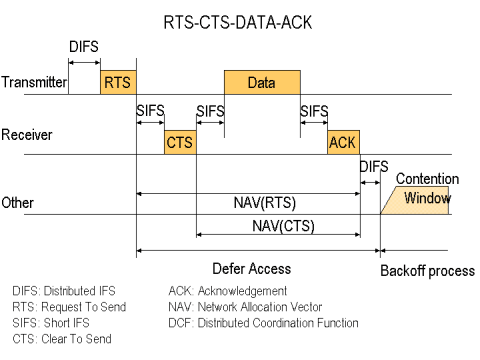 RTS-CTS-DATA-ACK
DIFS
Transmitter
RTS
Data
SIFS
SIFS
SIFS
Receiver
CTS
ACK
DIFS
Contention
Window
Other
NAV(RTS)
NAV(CTS)
Defer Access
Backoff process
DIFS: Distributed IFS
ACK: Acknowledgement
RTS: Request To Send
NAV: Network Allocation Vector
SIFS: Short IFS
DCF: Distributed Coordination Function
CTS: Clear To Send